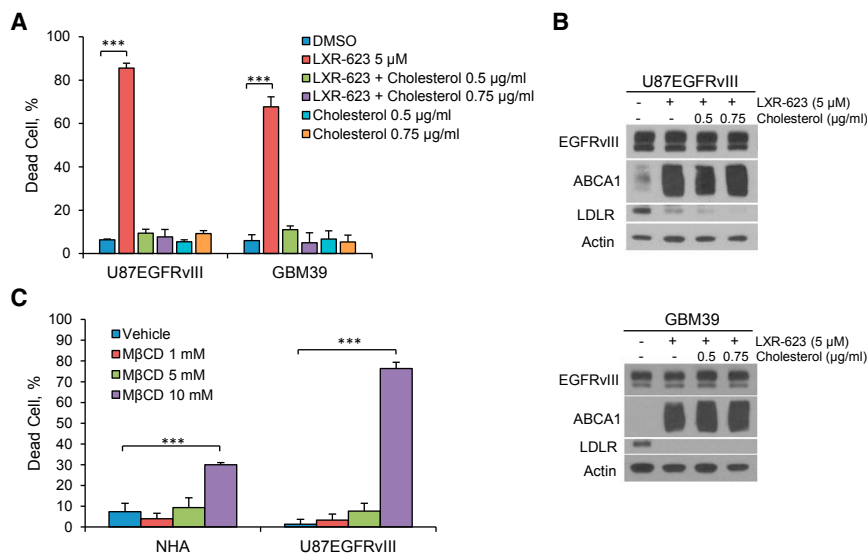 A
Dead Cell, %
100
80
60
40
20
0
***
***
DMSO
LXR-623 5 µM
LXR-623 + Cholesterol 0.5 µg/ml
LXR-623 + Cholesterol 0.75 µg/ml
Cholesterol 0.5 µg/ml
Cholesterol 0.75 µg/ml
U87EGFRvIII
GBM39
B
U87EGFRvIII
- + + + LXR-623 (5 µM)
- - 0.5 0.75 Cholesterol (µg/ml)
EGFRvIII
ABCA1
LDLR
Actin
GBM39
- + + + LXR-623 (5 µM)
- - 0.5 0.75 Cholesterol (µg/ml)
EGFRvIII
ABCA1
LDLR
Actin
C
Dead Cell, %
100
90
80
70
60
50
40
30
20
10
0
Vehicle
MβCD 1 mM
MβCD 5 mM
MβCD 10 mM
***
***
NHA
U87EGFRvIII